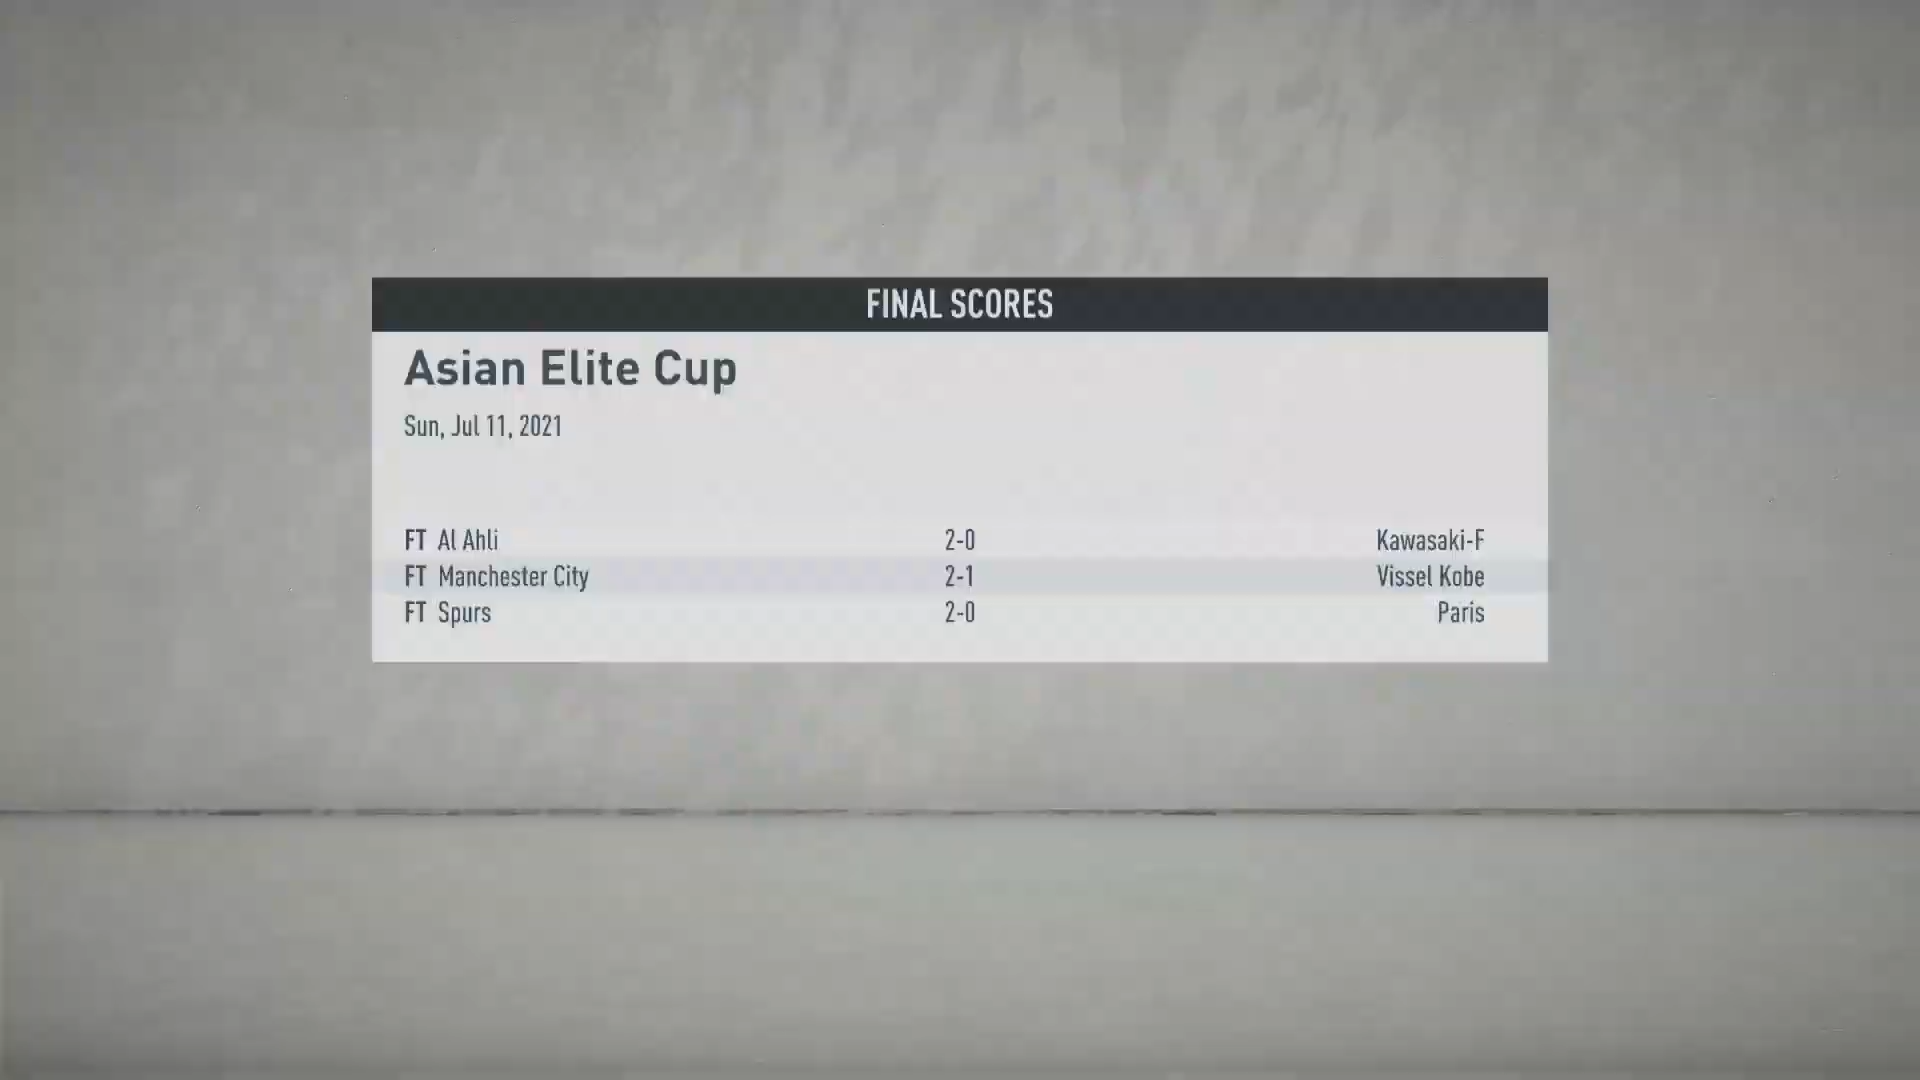 FINAL SCORES
Asian Elite Cup
Sun, Jul 11, 2021
FT Al Ahli 2-0 Kawasaki-F
FT Manchester City 2-1 Vissel Kobe
FT Spurs 2-0 Paris